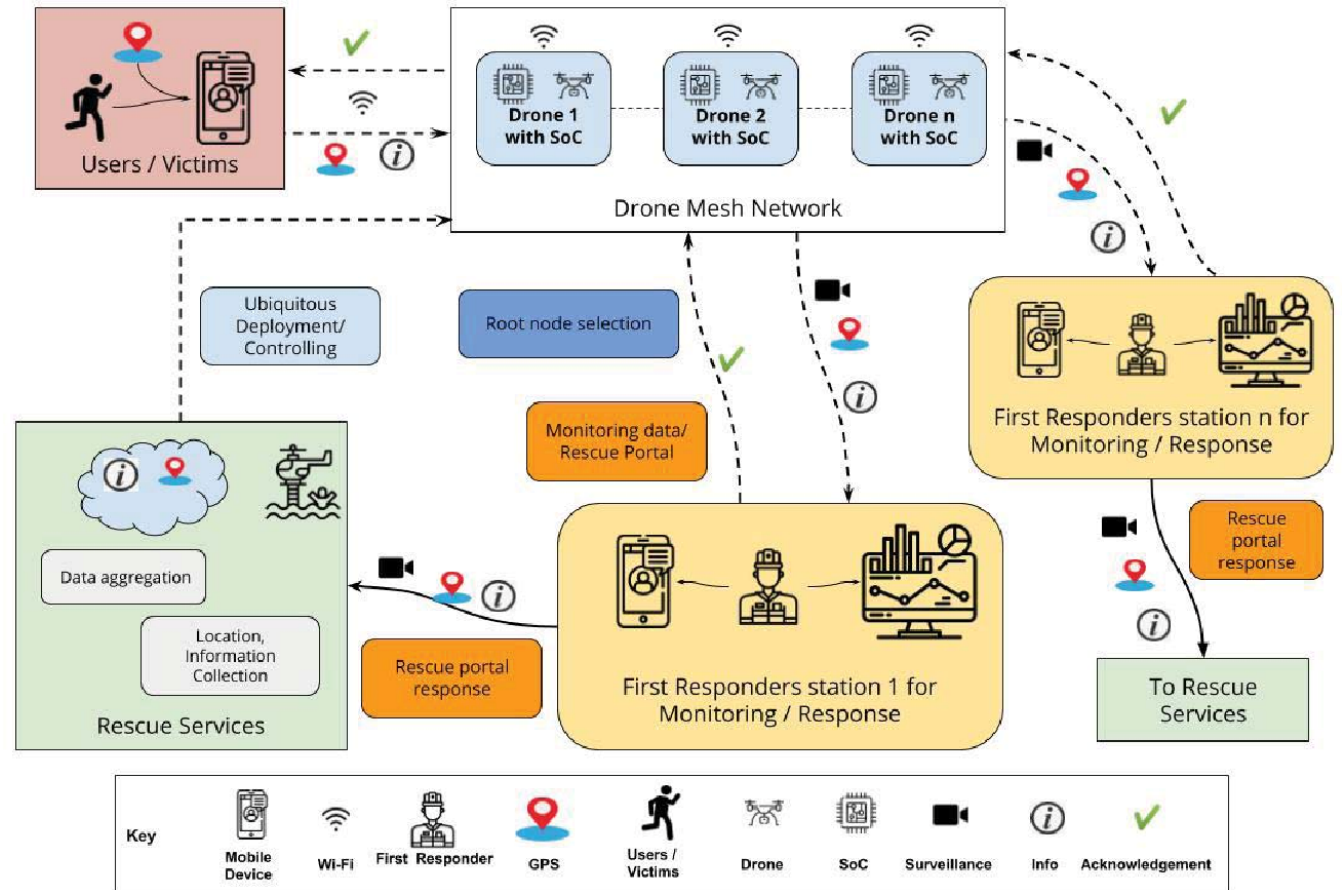 Drone 1
with SoC
Drone 2
with SoC
Drone n
with SoC
Users / Victims
Drone Mesh Network
Ubiquitous
Deployment/
Controlling
Root node selection
Monitoring data/
Rescue Portal
First Responders station n for
Monitoring / Response
Rescue
portal
response
Data aggregation
Location,
Information
Collection
Rescue Services
Rescue portal
response
First Responders station 1 for
Monitoring / Response
To Rescue
Services
Key
Mobile
Device
Wi-Fi
First Responder
GPS
Users /
Victims
Drone
SoC
Surveillance
Info
Acknowledgement